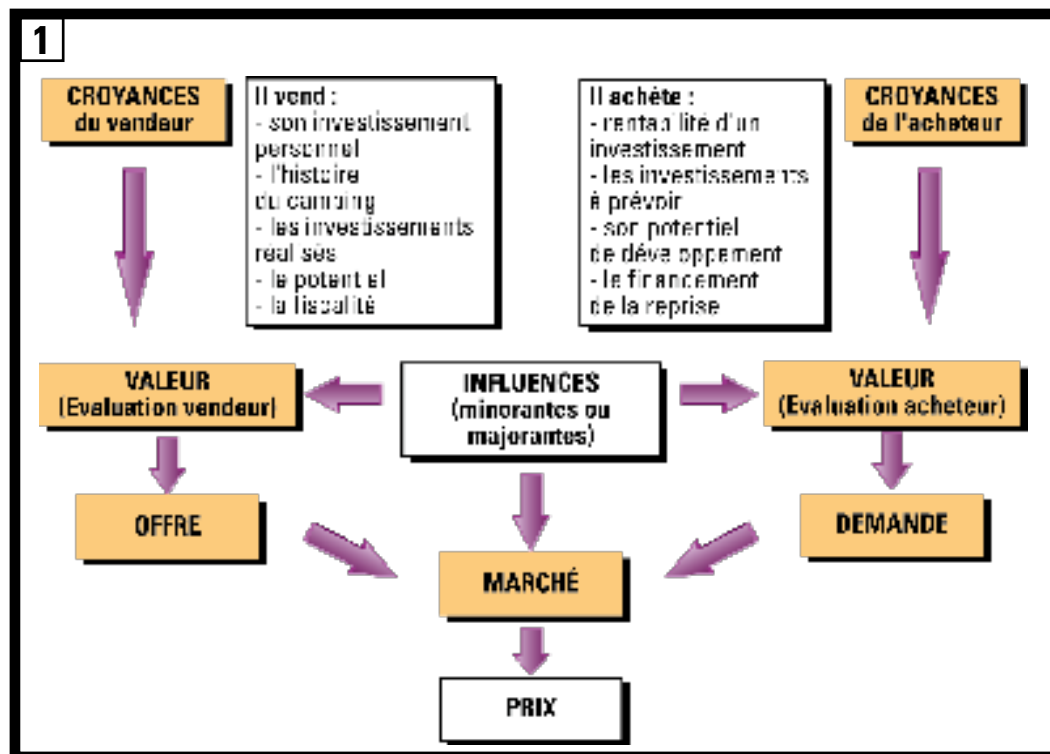 1
CROYANCES
du vendeur
Il vend :
- son investissement
personnel
- l'histoire
du camping
- les investissements
réalisés
- le potentiel
- la fiscalité
Il achète :
- rentabilité d'un
investissement
- les investissements
à prévoir
- son potentiel
de développement
- le financement
de la reprise
CROYANCES
de l'acheteur
VALEUR
(Evaluation vendeur)
INFLUENCES
(minorantes ou
majorantes)
VALEUR
(Evaluation acheteur)
OFFRE
DEMANDE
MARCHÉ
PRIX